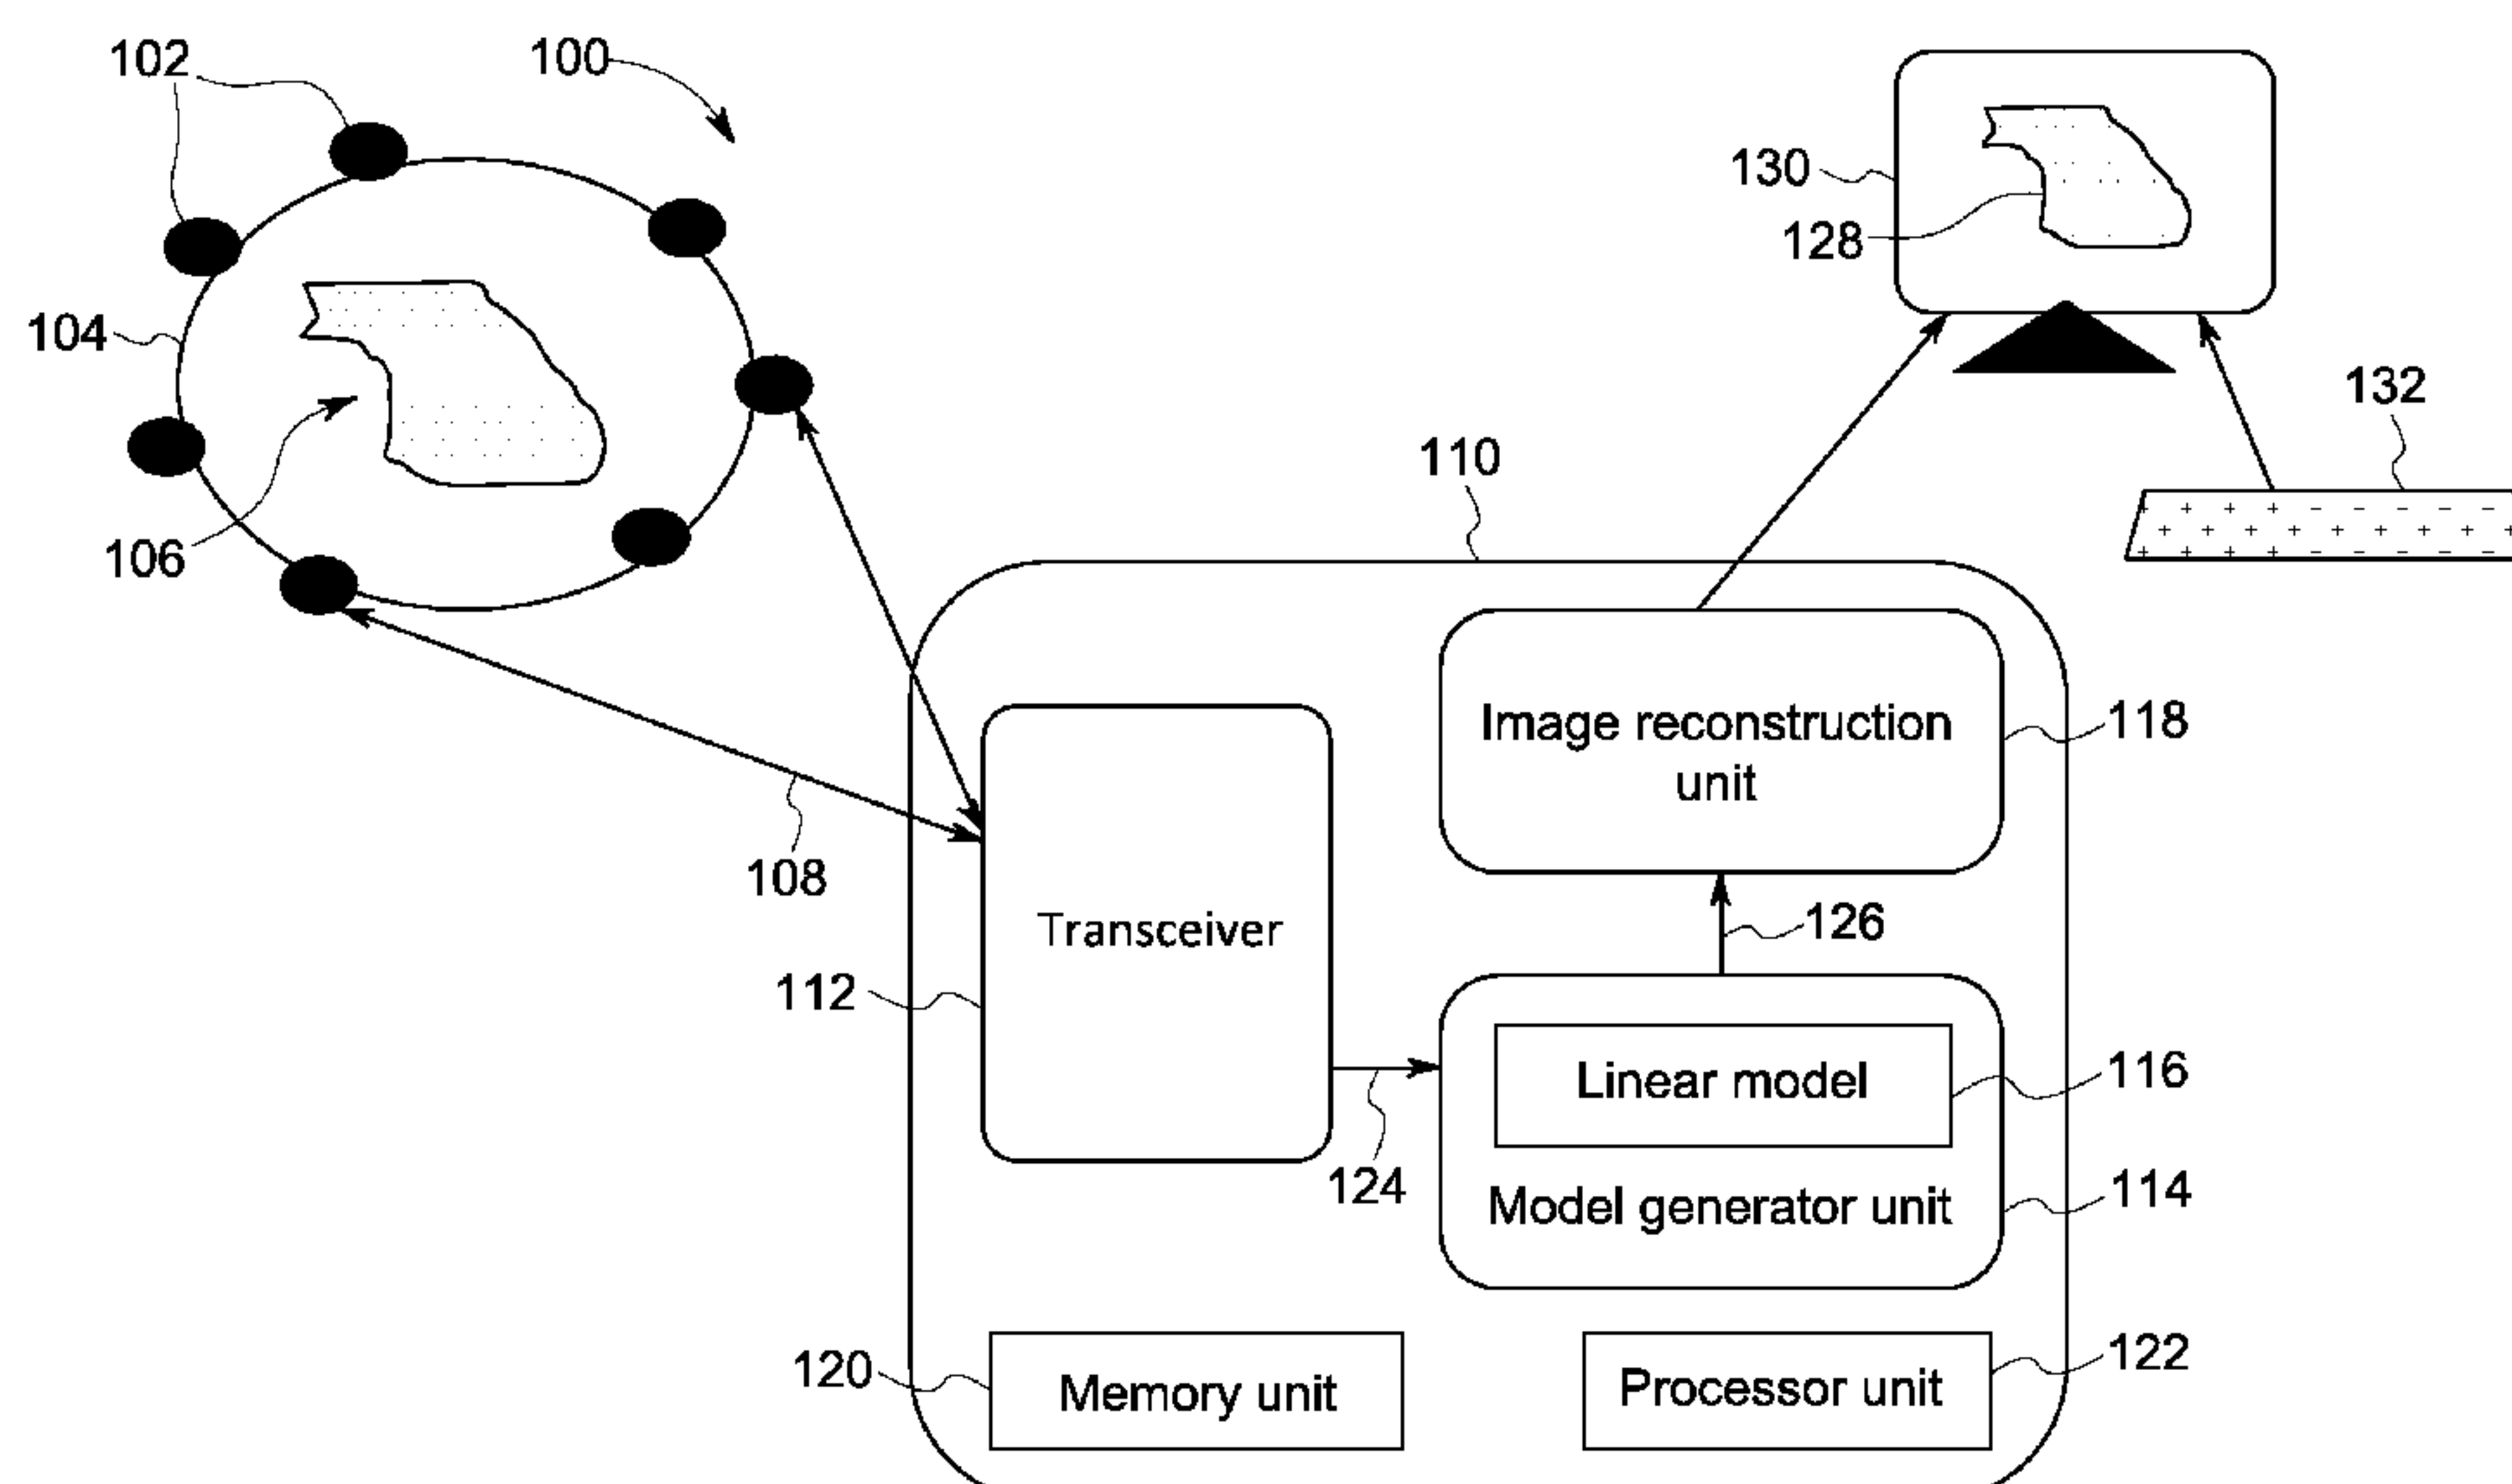 102
100
130
128
104
132
110
106
Image reconstruction
unit
118
108
Transceiver
126
112
Linear model
116
124
Model generator unit
114
120
Memory unit
Processor unit
122